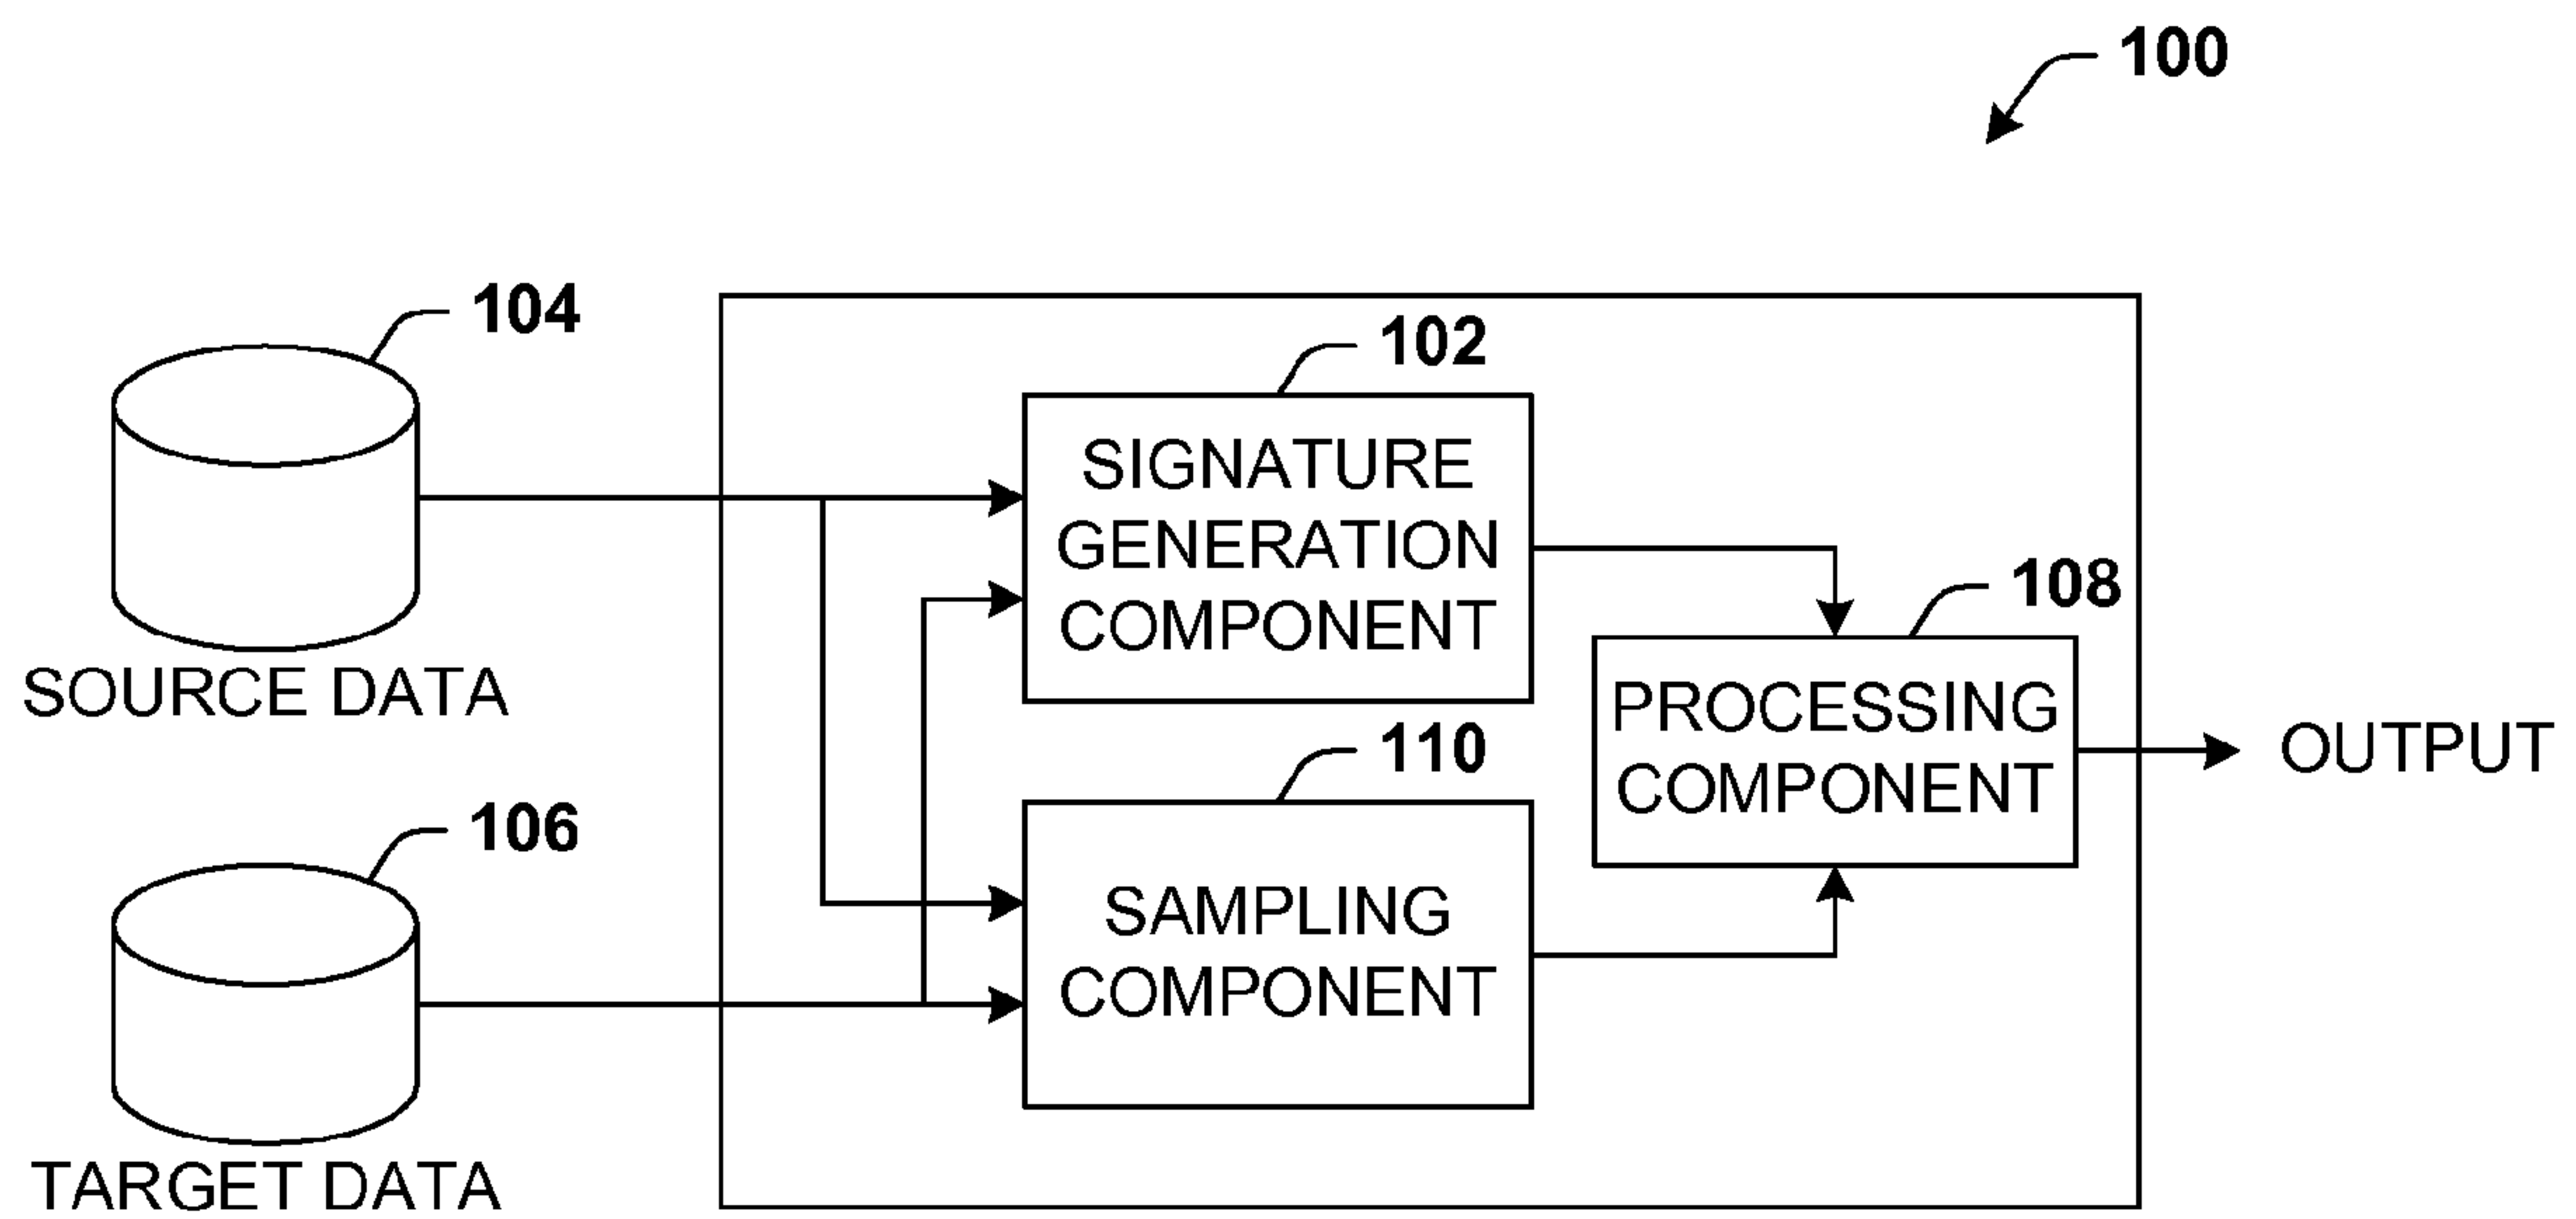 100
104
102
SIGNATURE
GENERATION
COMPONENT
108
SOURCE DATA
PROCESSING
COMPONENT
110
OUTPUT
106
SAMPLING
COMPONENT
TARGET DATA